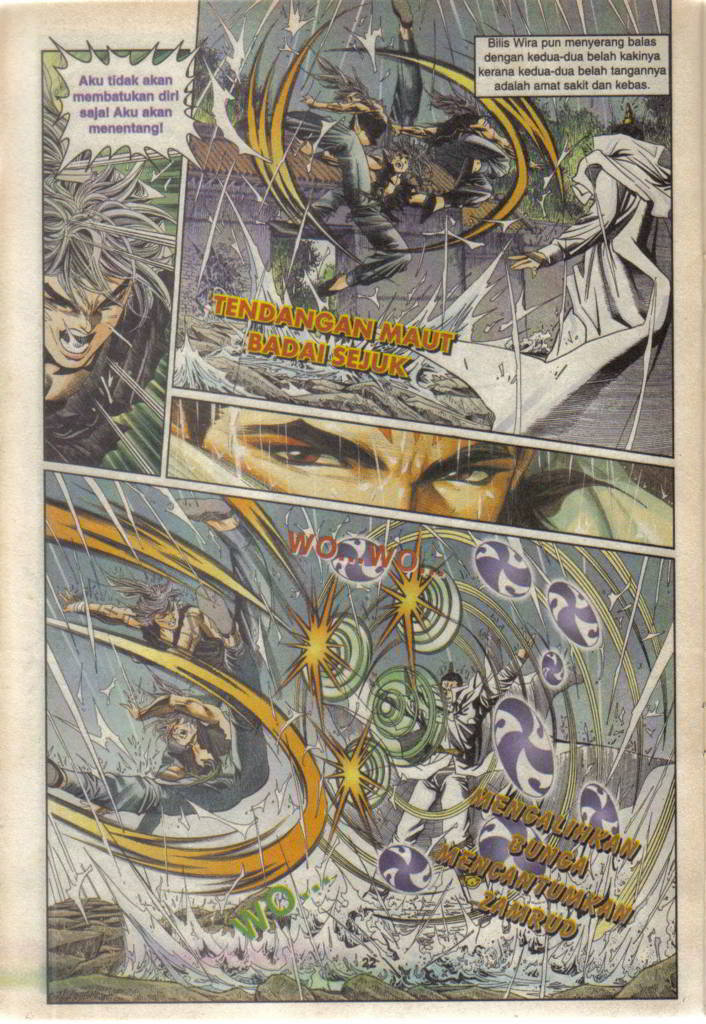 Aku tidak akan
membatukan diri
saja! Aku akan
menentang!
Bilis Wira pun menyerang balas
dengan kedua-dua belah kakinya
kerana kedua-dua belah tangannya
adalah amat sakit dan kebas.
TENDANGAN MAUT
BADAI SEJUK
WO...WO...
MENGALIHKAN
BUNGA
MENGANTUMKAN
ZAMRUD
WO...
22